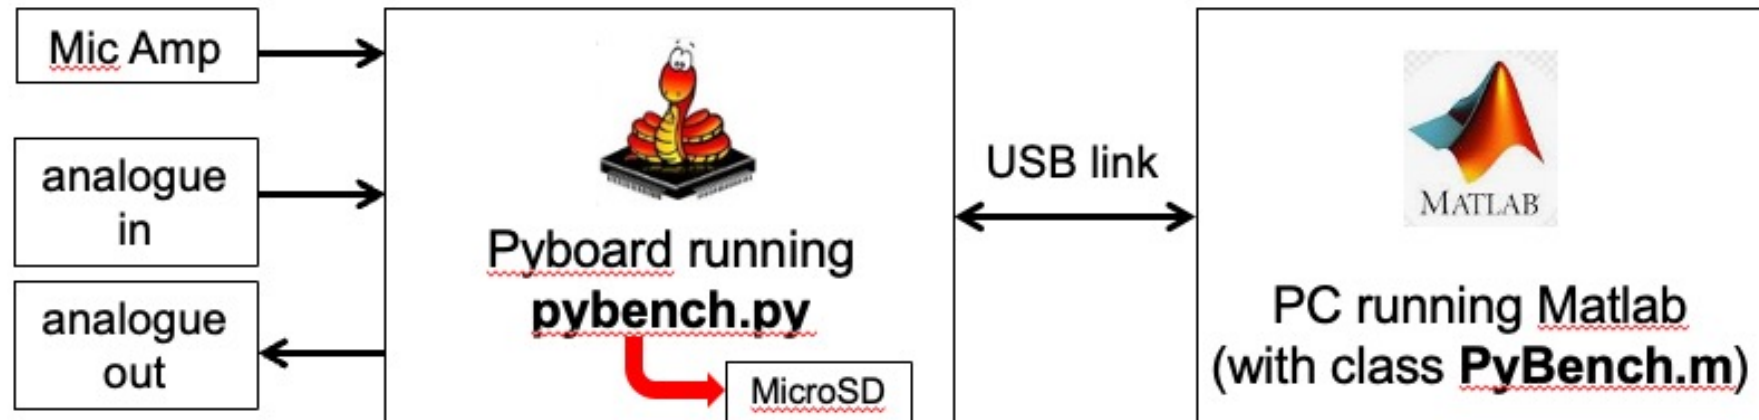 Mic Amp
analogue
in
analogue
out
Pyboard running
pybench.py
MicroSD
USB link
MATLAB
PC running Matlab
(with class PyBench.m)